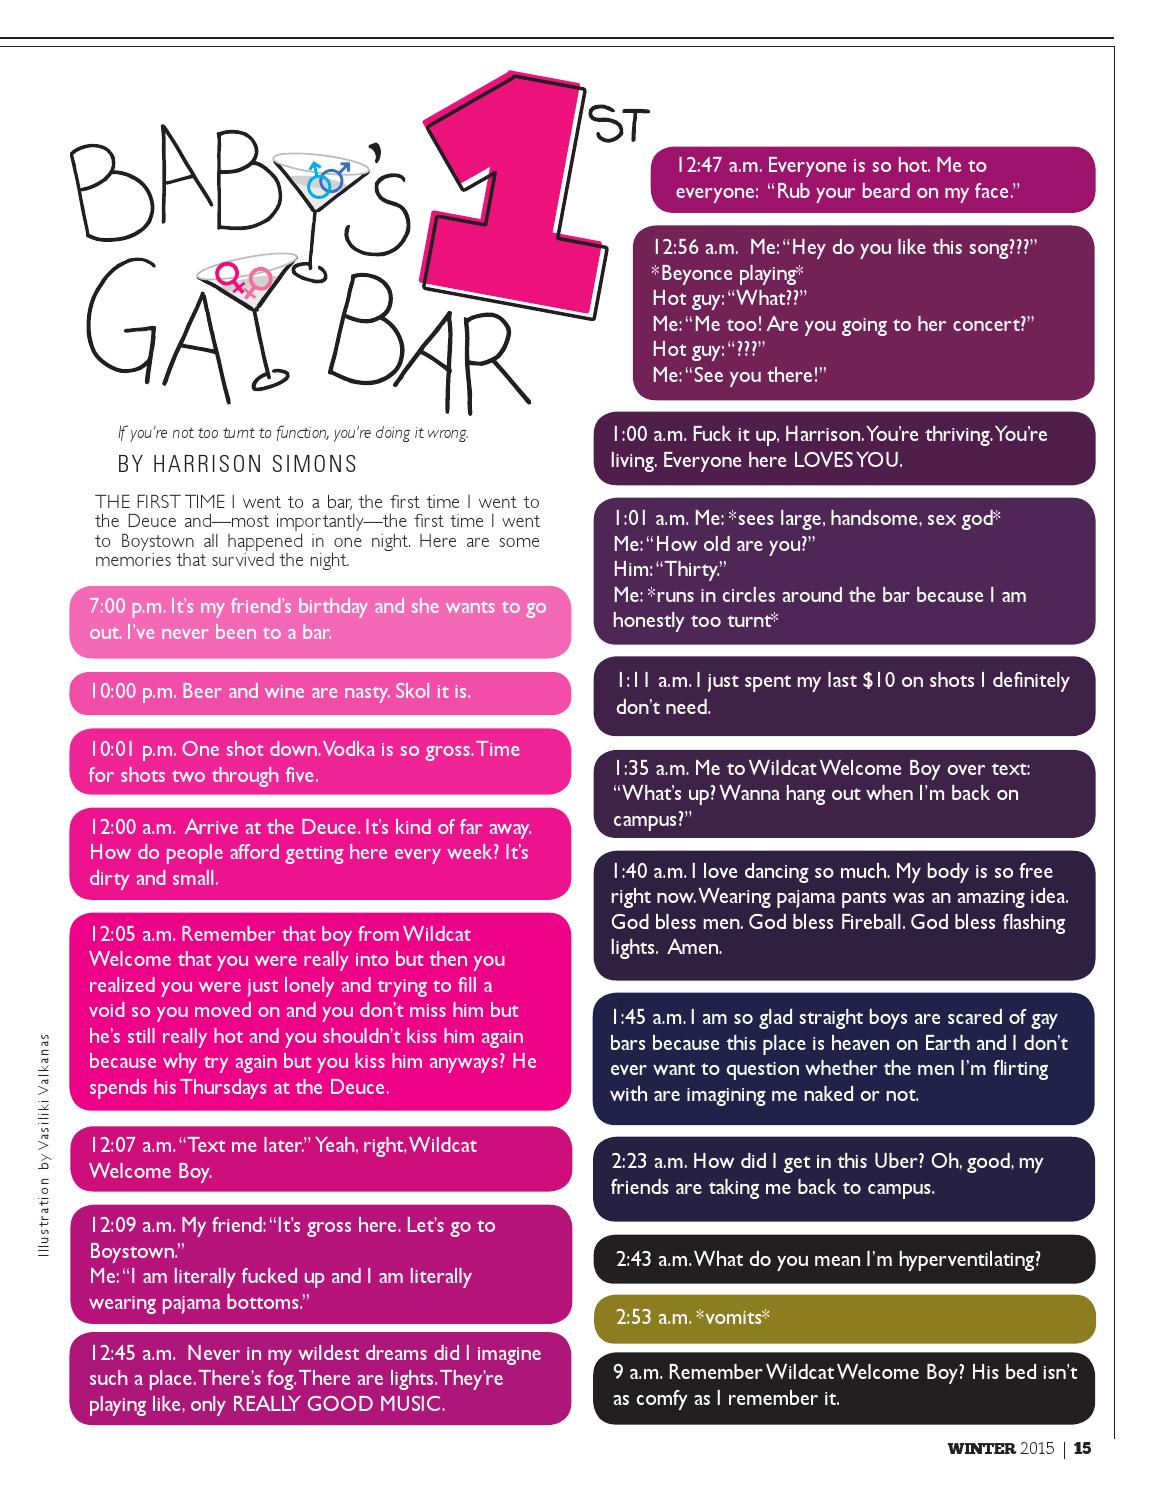 BABY'S 1ST
GAY BAR
If you're not too turnt to function, you're doing it wrong.
BY HARRISON SIMONS
THE FIRST TIME I went to a bar, the first time I went to
the Deuce and—most importantly—the first time I went
to Boystown all happened in one night. Here are some
memories that survived the night.
7:00 p.m. It's my friend's birthday and she wants to go
out. I've never been to a bar.
10:00 p.m. Beer and wine are nasty. Skol it is.
10:01 p.m. One shot down. Vodka is so gross. Time
for shots two through five.
12:00 a.m. Arrive at the Deuce. It's kind of far away.
How do people afford getting here every week? It's
dirty and small.
12:05 a.m. Remember that boy from Wildcat
Welcome that you were really into but then you
realized you were just lonely and trying to fill a
void so you moved on and you don't miss him but
he's still really hot and you shouldn't kiss him again
because why try again but you kiss him anyways? He
spends his Thursdays at the Deuce.
12:07 a.m. “Text me later.” Yeah, right, Wildcat
Welcome Boy.
12:09 a.m. My friend: “It's gross here. Let's go to
Boystown.”
Me: “I am literally fucked up and I am literally
wearing pajama bottoms.”
12:45 a.m. Never in my wildest dreams did I imagine
such a place. There's fog. There are lights. They're
playing like, only REALLY GOOD MUSIC.
12:47 a.m. Everyone is so hot. Me to
everyone: “Rub your beard on my face.”
12:56 a.m. Me: “Hey do you like this song???”
*Beyonce playing*
Hot guy: “What??”
Me: “Me too! Are you going to her concert?”
Hot guy: “???”
Me: “See you there!”
1:00 a.m. Fuck it up, Harrison. You're thriving. You're
living. Everyone here LOVES YOU.
1:01 a.m. Me: *sees large, handsome, sex god*
Me: “How old are you?”
Him: “Thirty.”
Me: *runs in circles around the bar because I am
honestly too turnt*
1:11 a.m. I just spent my last $10 on shots I definitely
don't need.
1:35 a.m. Me to Wildcat Welcome Boy over text:
“What's up? Wanna hang out when I'm back on
campus?”
1:40 a.m. I love dancing so much. My body is so free
right now. Wearing pajama pants was an amazing idea.
God bless men. God bless Fireball. God bless flashing
lights. Amen.
1:45 a.m. I am so glad straight boys are scared of gay
bars because this place is heaven on Earth and I don't
ever want to question whether the men I'm flirting
with are imagining me naked or not.
2:23 a.m. How did I get in this Uber? Oh, good, my
friends are taking me back to campus.
2:43 a.m. What do you mean I'm hyperventilating?
2:53 a.m. *vomits*
9 a.m. Remember Wildcat Welcome Boy? His bed isn't
as comfy as I remember it.
Illustration by Vasiliki Valkanas
WINTER 2015 | 15